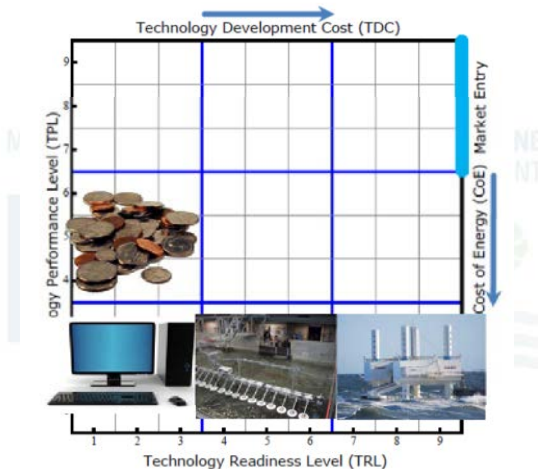 Technology Development Cost (TDC)
9
8
7
6
5
4
ogy Performance Level (TPL)
Market Entry
Cost of Energy (CoE)
1 2 3 4 5 6 7 8 9
Technology Readiness Level (TRL)